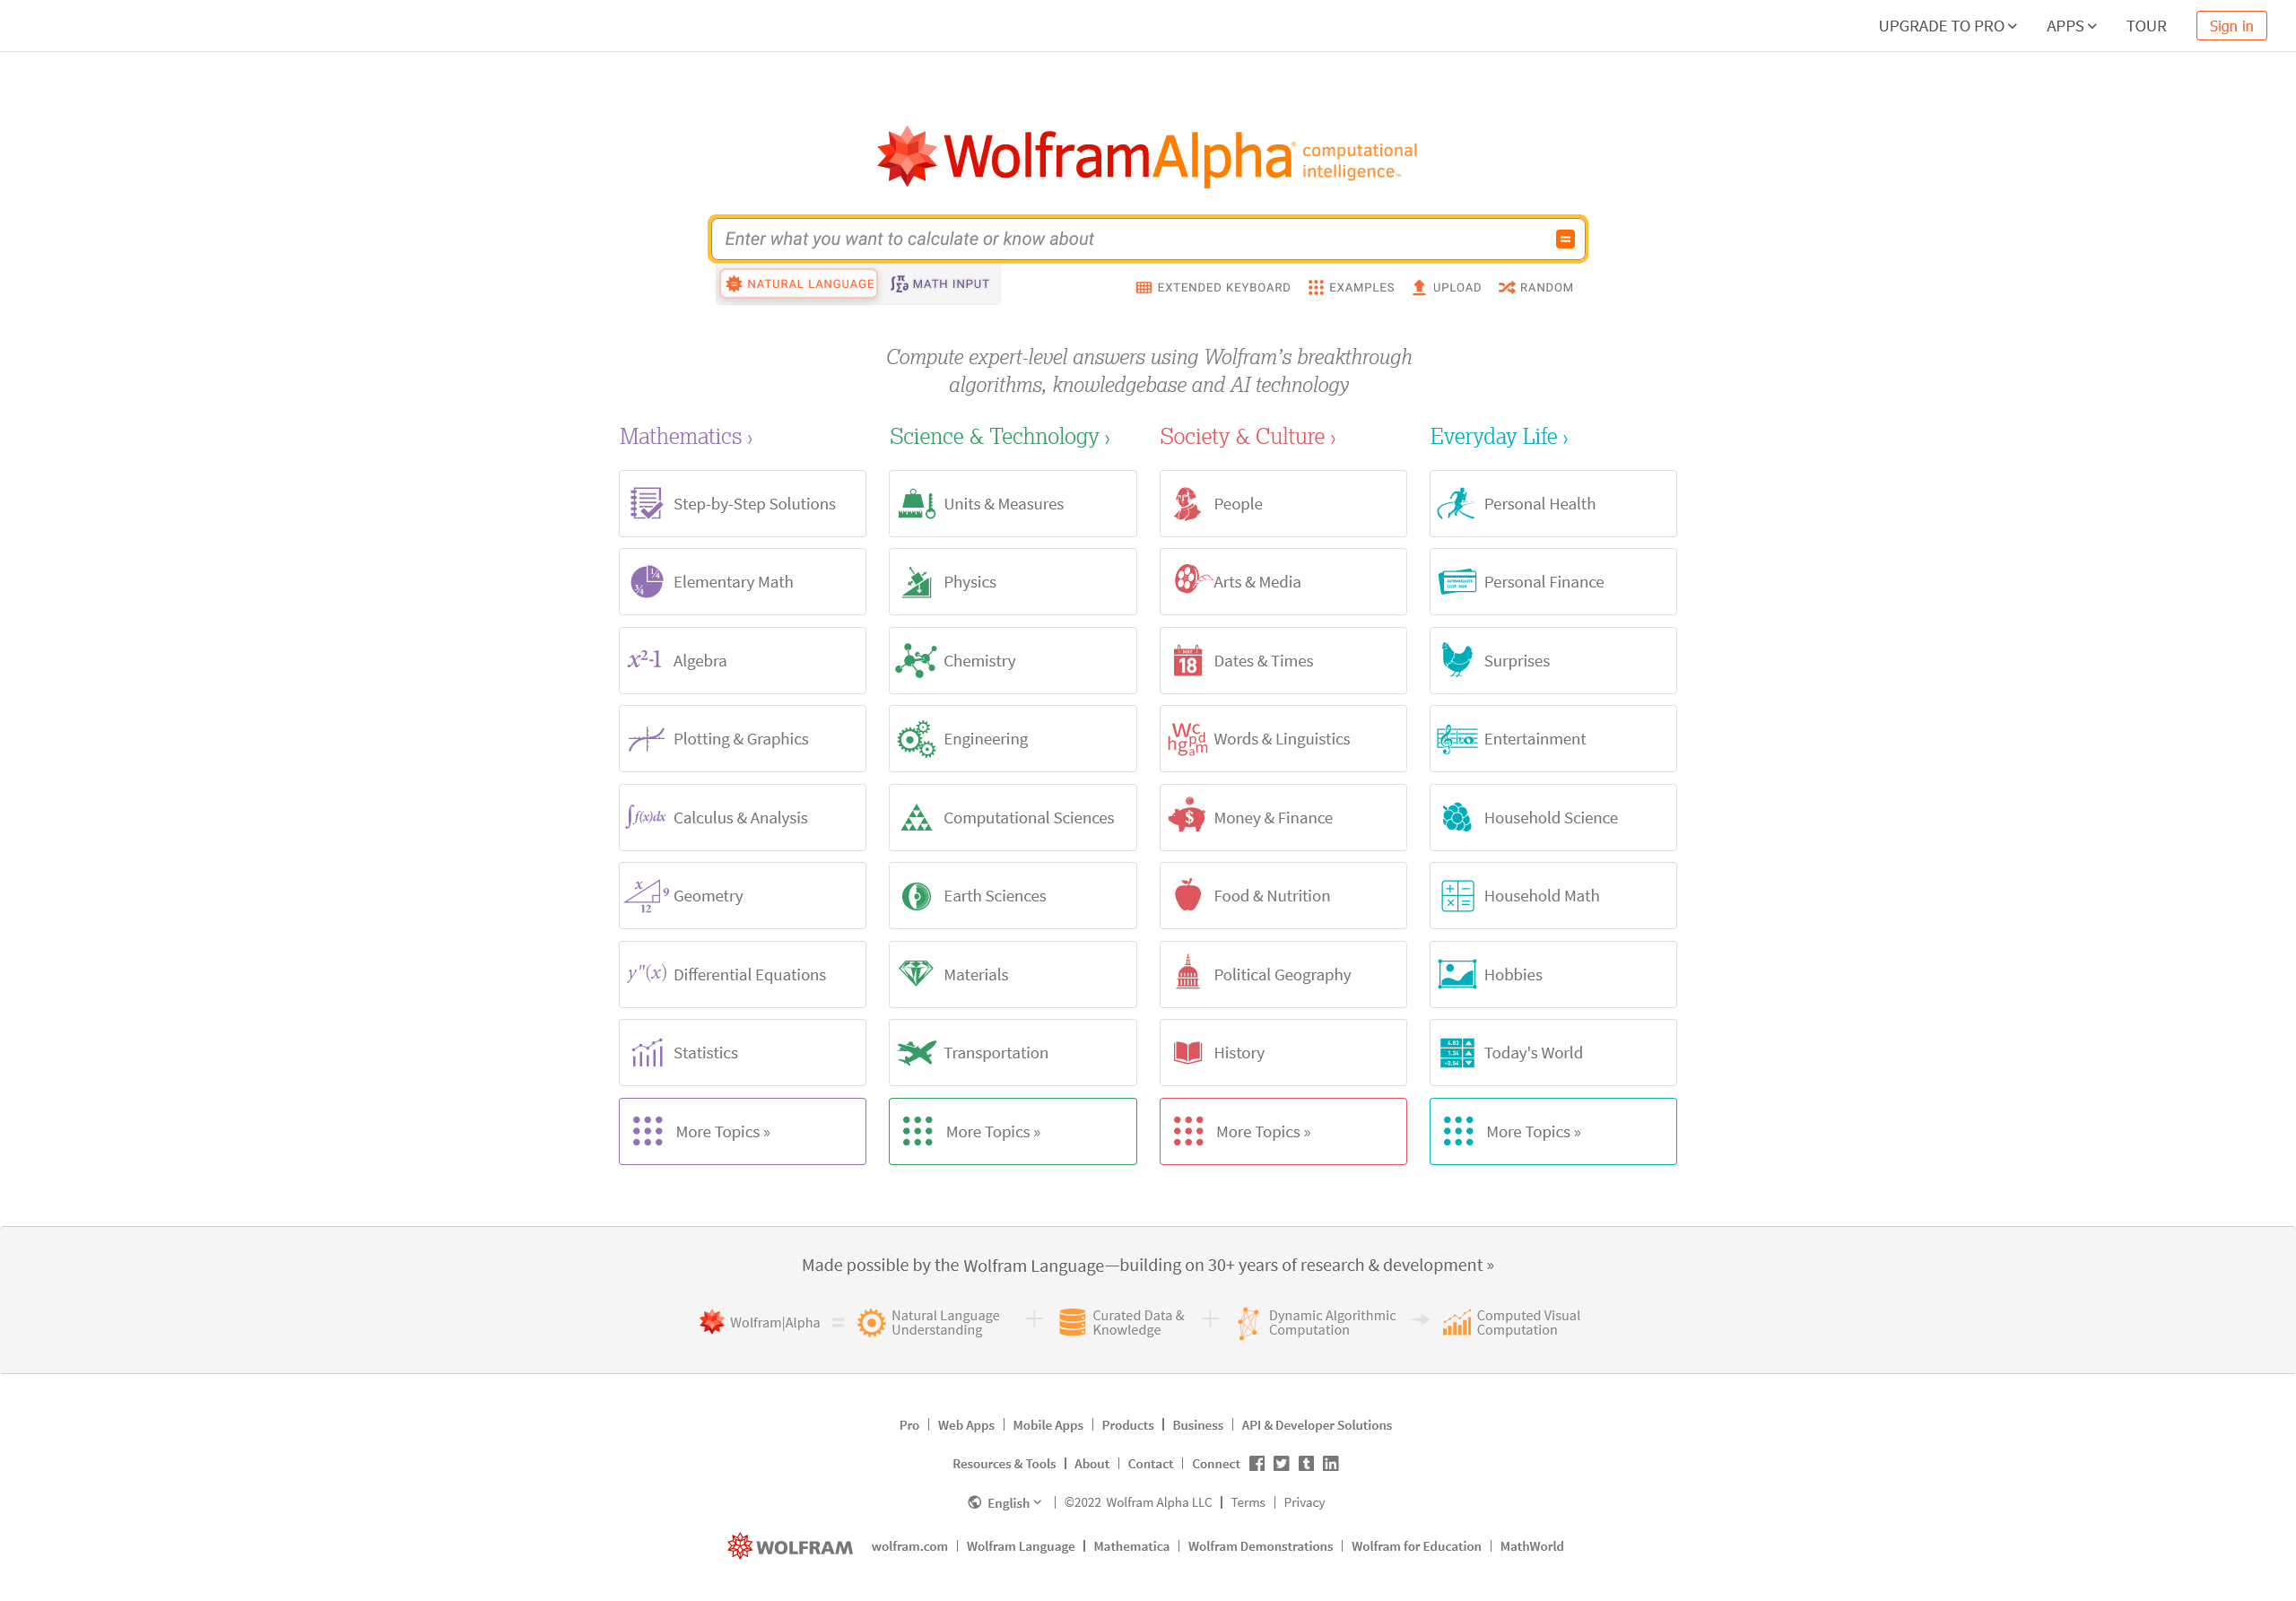 UPGRADE TO PRO APPS TOUR Sign in
WolframAlpha® computational
intelligence™
Enter what you want to calculate or know about
NATURAL LANGUAGE MATH INPUT EXTENDED KEYBOARD EXAMPLES UPLOAD RANDOM
Compute expert-level answers using Wolfram’s breakthrough
algorithms, knowledgebase and AI technology
Mathematics ›
Step-by-Step Solutions
Elementary Math
Algebra
Plotting & Graphics
Calculus & Analysis
Geometry
Differential Equations
Statistics
More Topics »
Science & Technology ›
Units & Measures
Physics
Chemistry
Engineering
Computational Sciences
Earth Sciences
Materials
Transportation
More Topics »
Society & Culture ›
People
Arts & Media
Dates & Times
Words & Linguistics
Money & Finance
Food & Nutrition
Political Geography
History
More Topics »
Everyday Life ›
Personal Health
Personal Finance
Surprises
Entertainment
Household Science
Household Math
Hobbies
Today's World
More Topics »
Made possible by the Wolfram Language—building on 30+ years of research & development »
Wolfram|Alpha =
Natural Language
Understanding
+
Curated Data &
Knowledge
+
Dynamic Algorithmic
Computation
Computed Visual
Computation
Pro | Web Apps | Mobile Apps | Products | Business | API & Developer Solutions
Resources & Tools | About | Contact | Connect
English | ©2022 Wolfram Alpha LLC | Terms | Privacy
WOLFRAM wolfram.com | Wolfram Language | Mathematica | Wolfram Demonstrations | Wolfram for Education | MathWorld